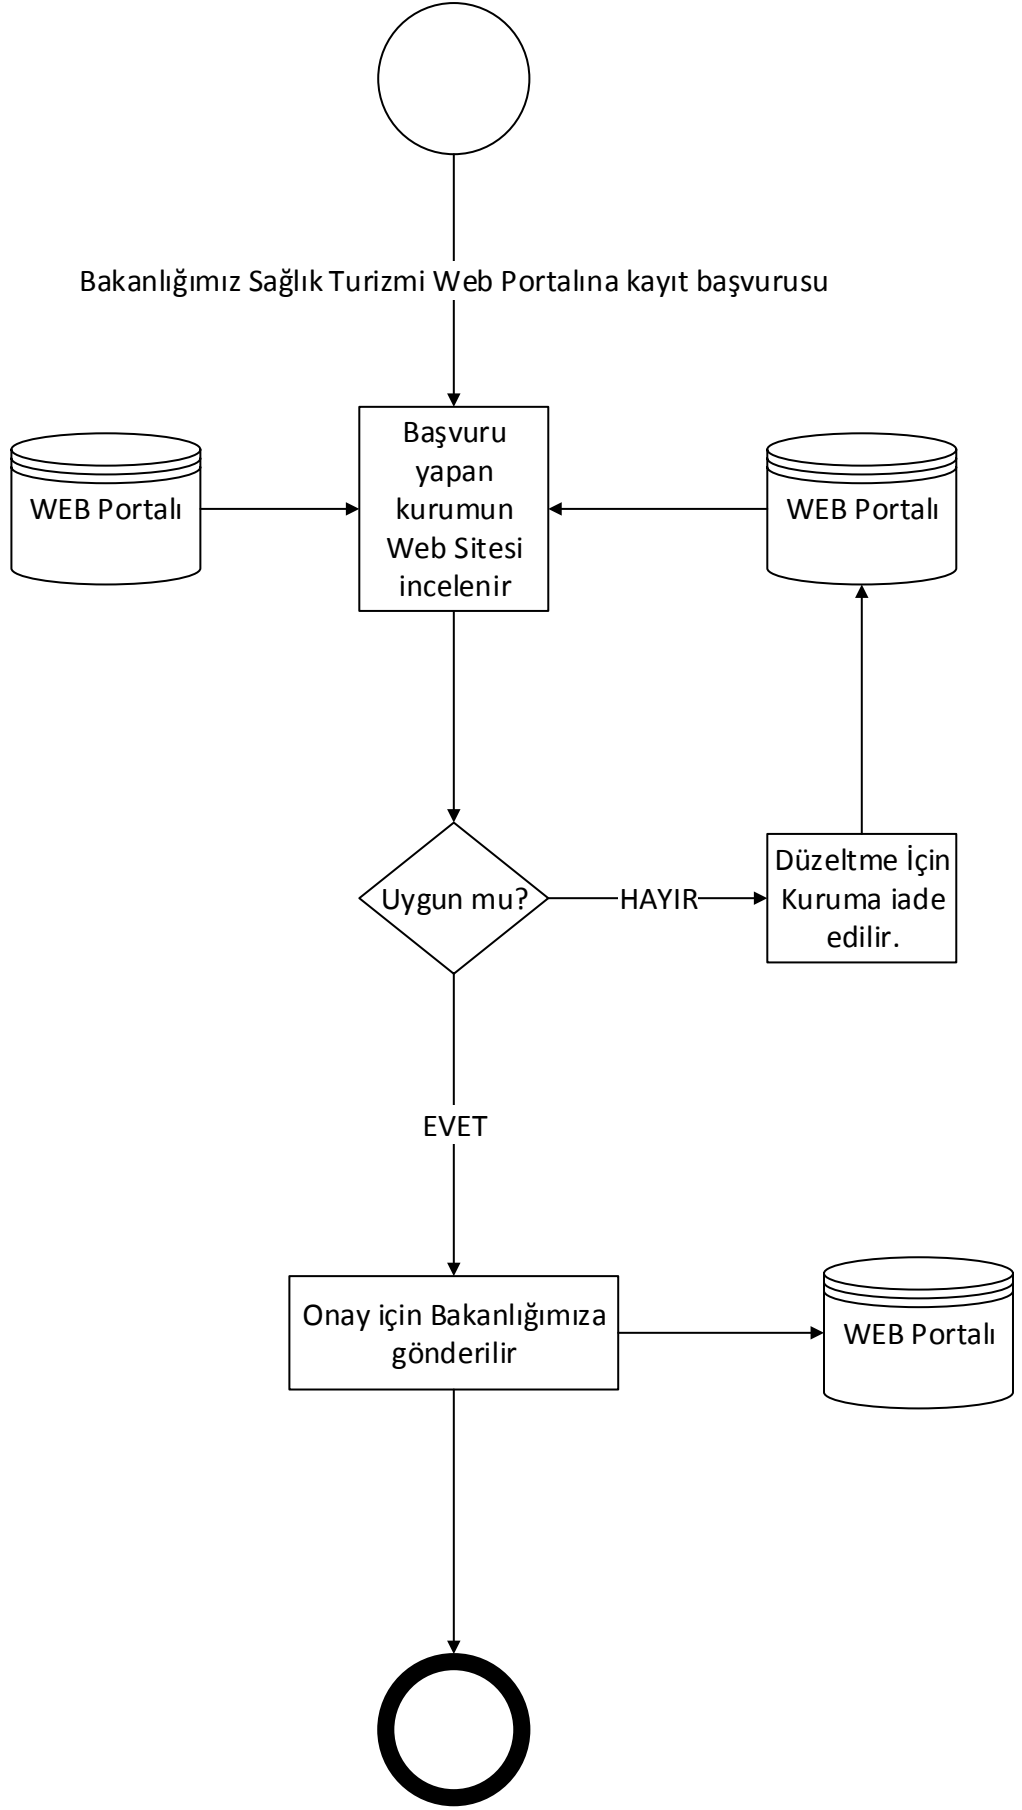 Bakanlığımız Sağlık Turizmi Web Portalına kayıt başvurusu
WEB Portalı
Başvuru
yapan
kurumun
Web Sitesi
incelenir
WEB Portalı
Uygun mu?
HAYIR
Düzeltme İçin
Kuruma iade
edilir.
EVET
Onay için Bakanlığımıza
gönderilir
WEB Portalı